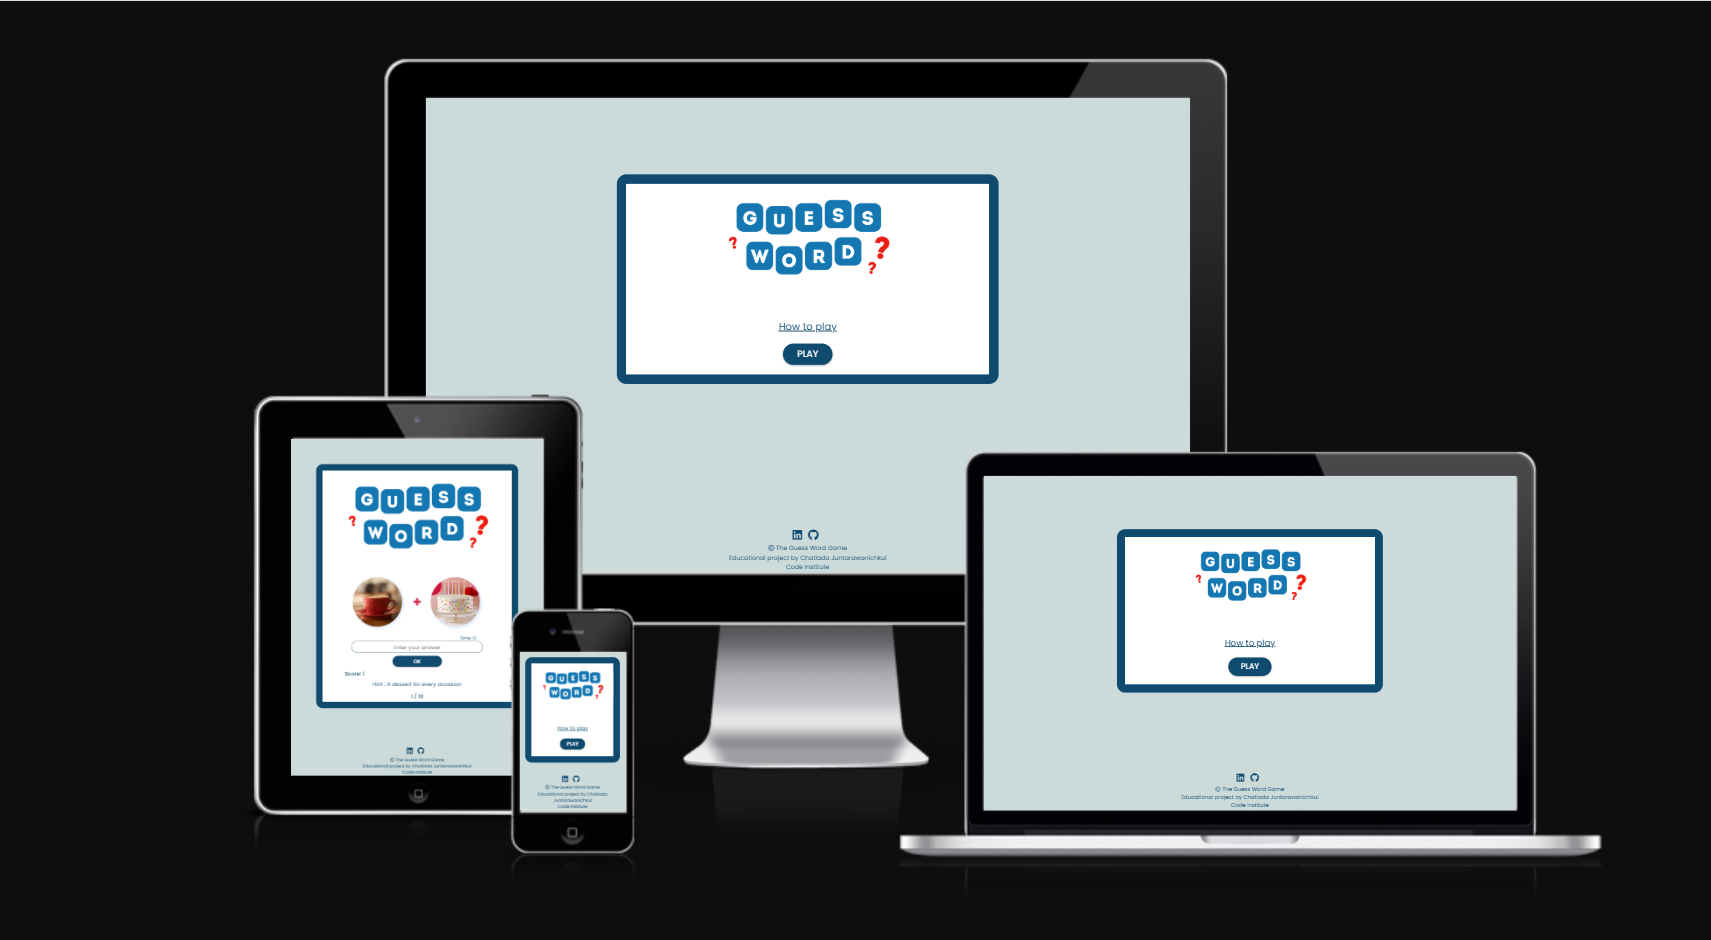 GUESS
? WORD ?
?
How to play
PLAY
© The Guess Word Game
Educational project by Chatlada Juntarawanichkul
Code Institute
GUESS
? WORD ?
?
+
Time: 
Enter your answer
OK
Score: 1
Hint : A dessert for every occasion
1 / 10
© The Guess Word Game
Educational project by Chatlada Juntarawanichkul
Code Institute
GUESS
? WORD ?
?
How to play
PLAY
© The Guess Word Game
Educational project by Chatlada
Juntarawanichkul
Code Institute
GUESS
? WORD ?
?
How to play
PLAY
© The Guess Word Game
Educational project by Chatlada Juntarawanichkul
Code Institute